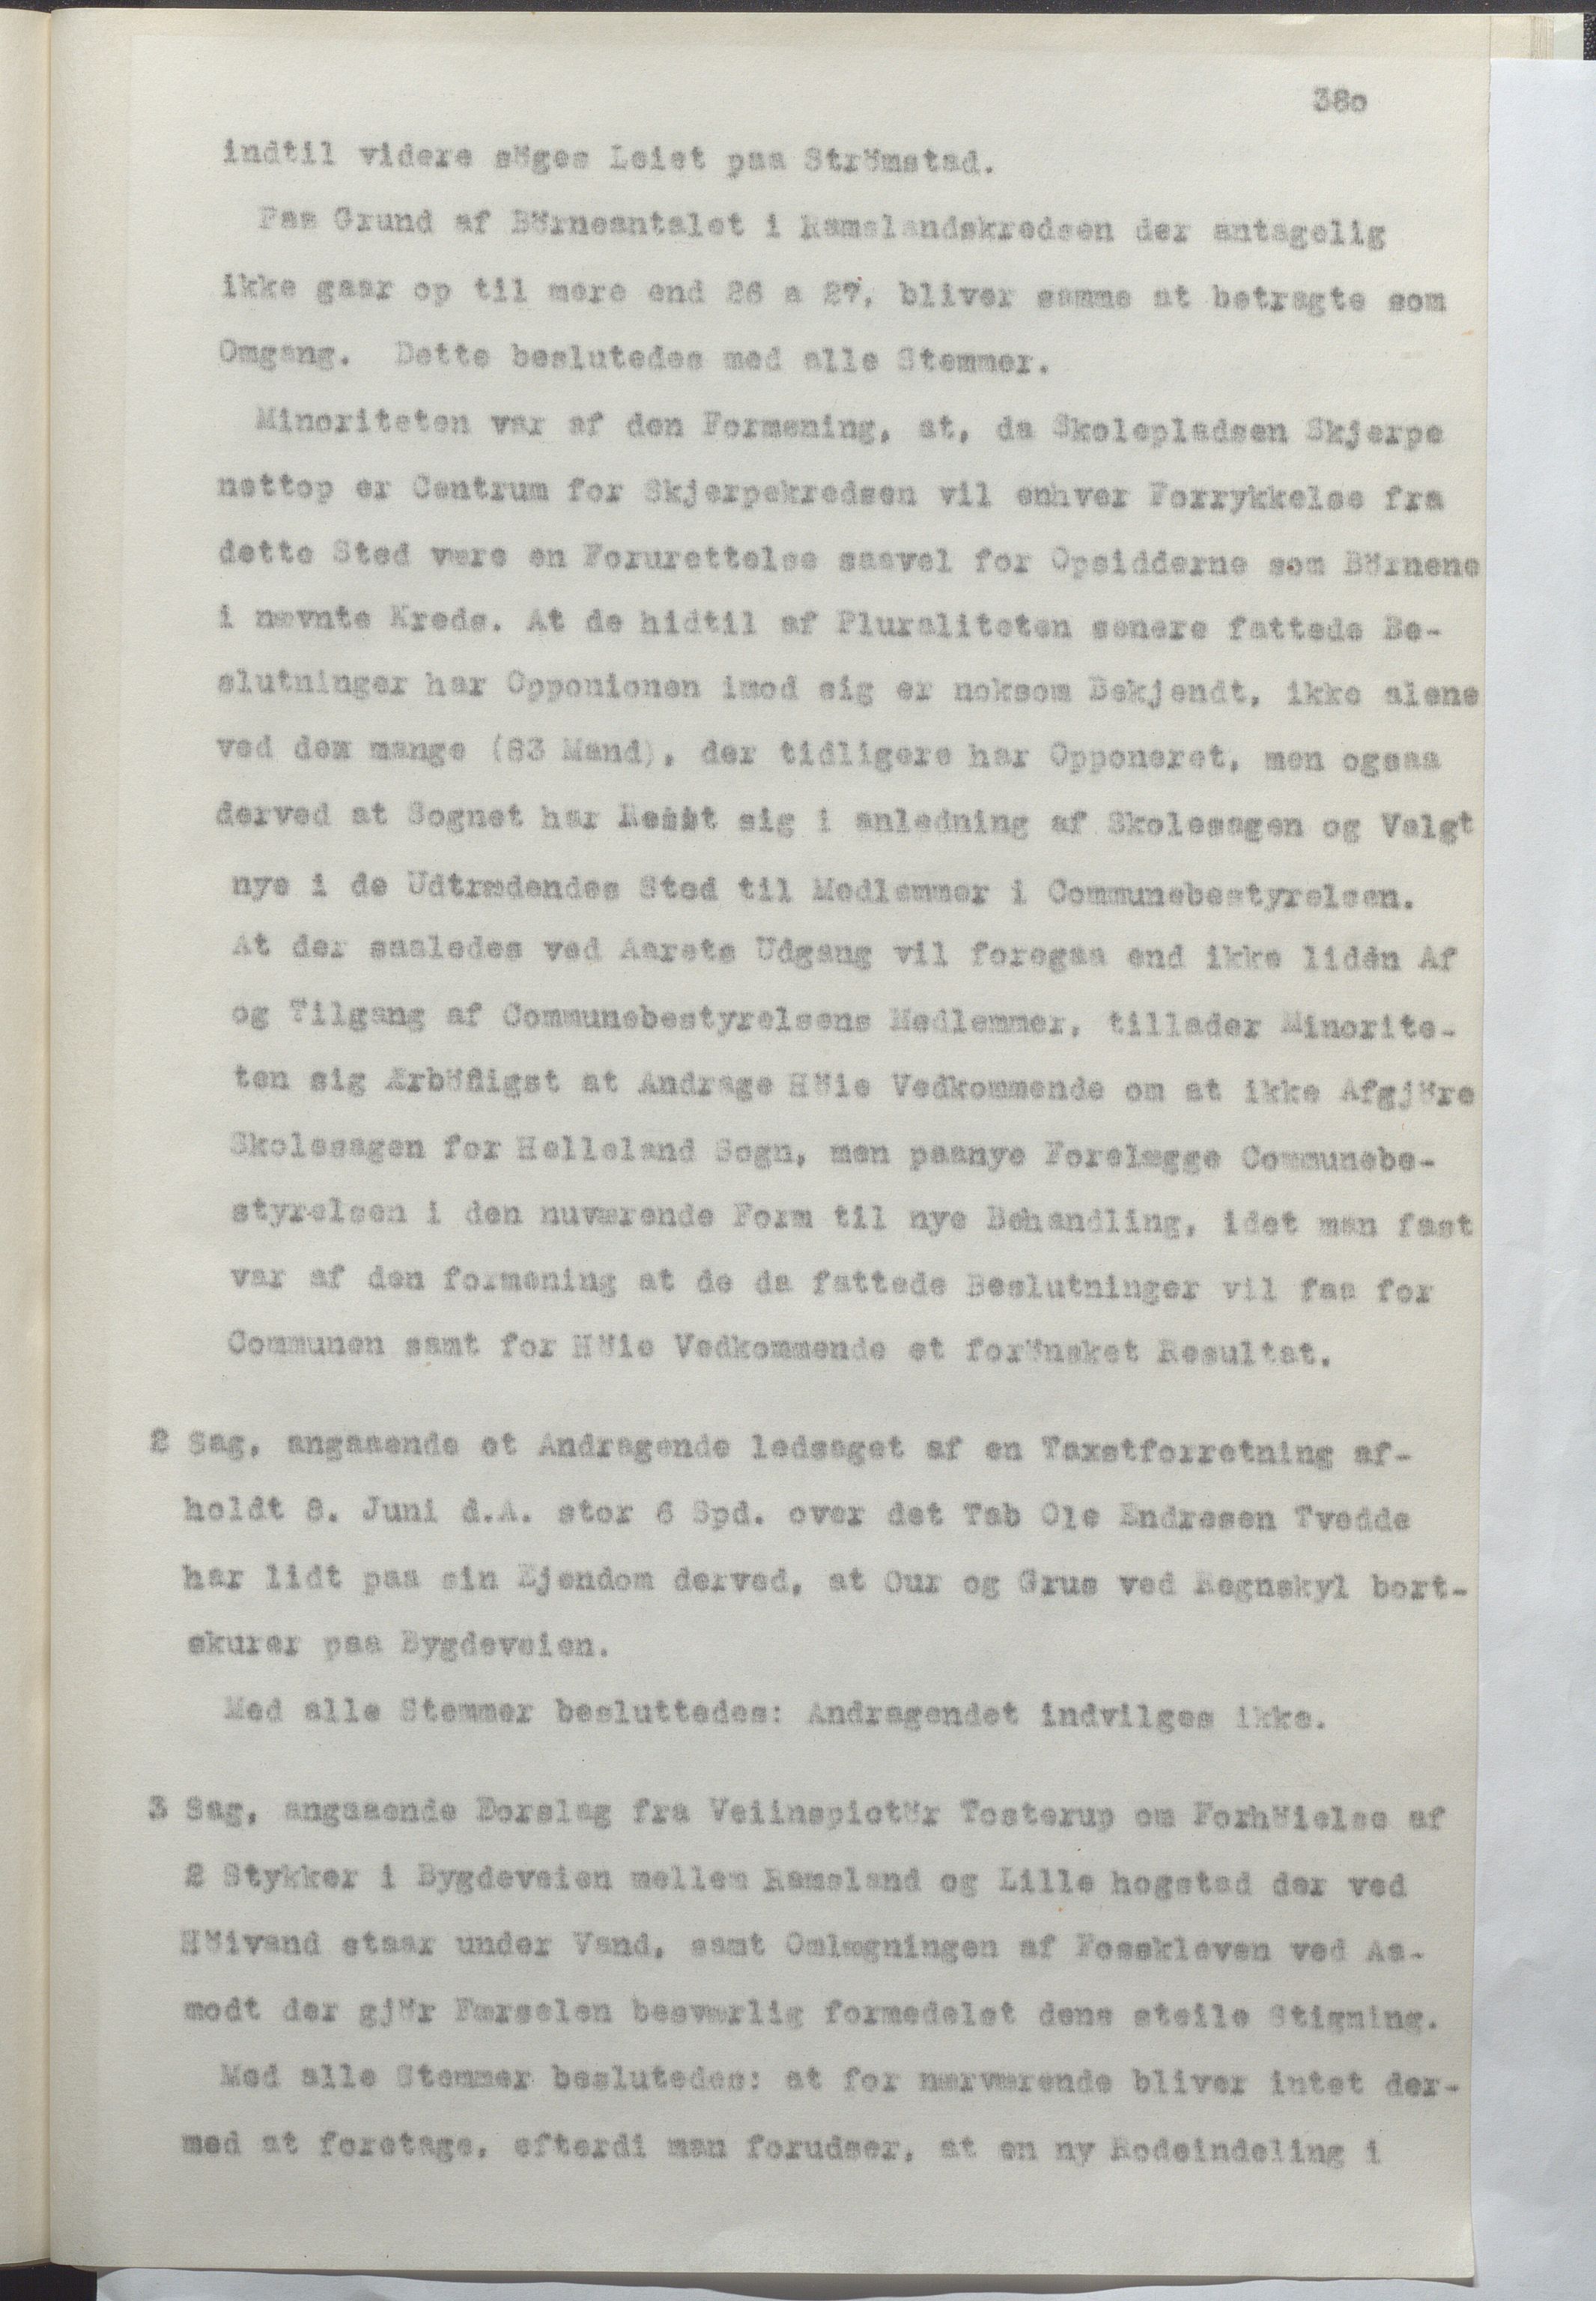 38o
indtil videre söges Leiet paa Strömstad.
Paa Grund af Börneantalet i Ramslandskredsen der antagelig
ikke gaar op til mere end 26 a 27, bliver samme at betragte som
Omgang. Dette beslutedes med alle Stemmer.
Minoriteten var af den Formening, at, da Skolepladsen Skjerpe
nettop er Centrum for Skjerpekredsen vil enhver Forrykkelse fra
dette Sted være en Forurettelse saavel for Opsidderne som Börnene
i nævnte Kreds. At de hidtil af Pluraliteten senere fattede Be-
slutninger har Opponionen imod sig er noksom Bekjendt, ikke alene
ved dem mange (83 Mand), der tidligere har Opponeret, men ogsaa
derved at Sognet har sig i anledning af Skolesagen og Valgt
nye i de Udtrædendes Sted til Medlemmer i Communebestyrelsen.
At der saaledes ved Aarets Udgang vil foregaa end ikke liden Af
og Tilgang af Communebestyrelsens Medlemmer, tillader Minorite-
ten sig Ærbödigst at Andrage Höie Vedkommende om at ikke Afgjöre
Skolesagen for Helleland Sogn, men paanye Forelægge Communebe-
styrelsen i den nuværende Form til nye Behandling, idet man fast
var af den formening at de da fattede Beslutninger vil faa for
Communen samt for Höie Vedkommende et forönsket Resultat.
2 Sag, angaaende et Andragende ledsaget af en Taxstforretning af-
holdt 8. Juni d.A. stor 6 Spd. over det Tab Ole Endresen Tvedde
har lidt paa sin Ejendom derved, at Our og Grus ved Regnskyl bort-
skurer paa Bygdeveien.
Med alle Stemmer besluttedes: Andragendet indvilges ikke.
3 Sag, angaaende Forslag fra Veiinspictör Tosterup om Forhöielse af
2 Stykker i Bygdeveien mellem Ramsland og Lille hogstad der ved
Höivand staar under Vand, samt Omlægningen af Fosskleven ved Aa-
modt der gjör Færselen besværlig formedelst dens steile Stigning.
Med alle Stemmer beslutedes: at for nærværende bliver intet der-
med at foretage, efterdi man forudser, at en ny Rodeindeling i